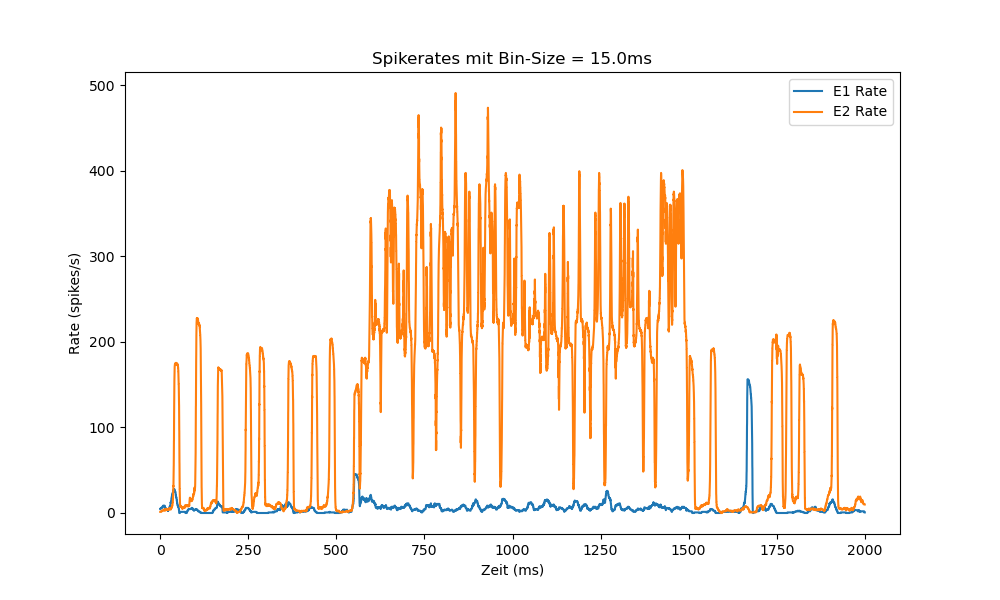 Spikerates mit Bin-Size = 15.0ms
E1 Rate
E2 Rate
Rate (spikes/s)
500
400
300
200
100
0
0 250 500 750 1000 1250 1500 1750 2000
Zeit (ms)